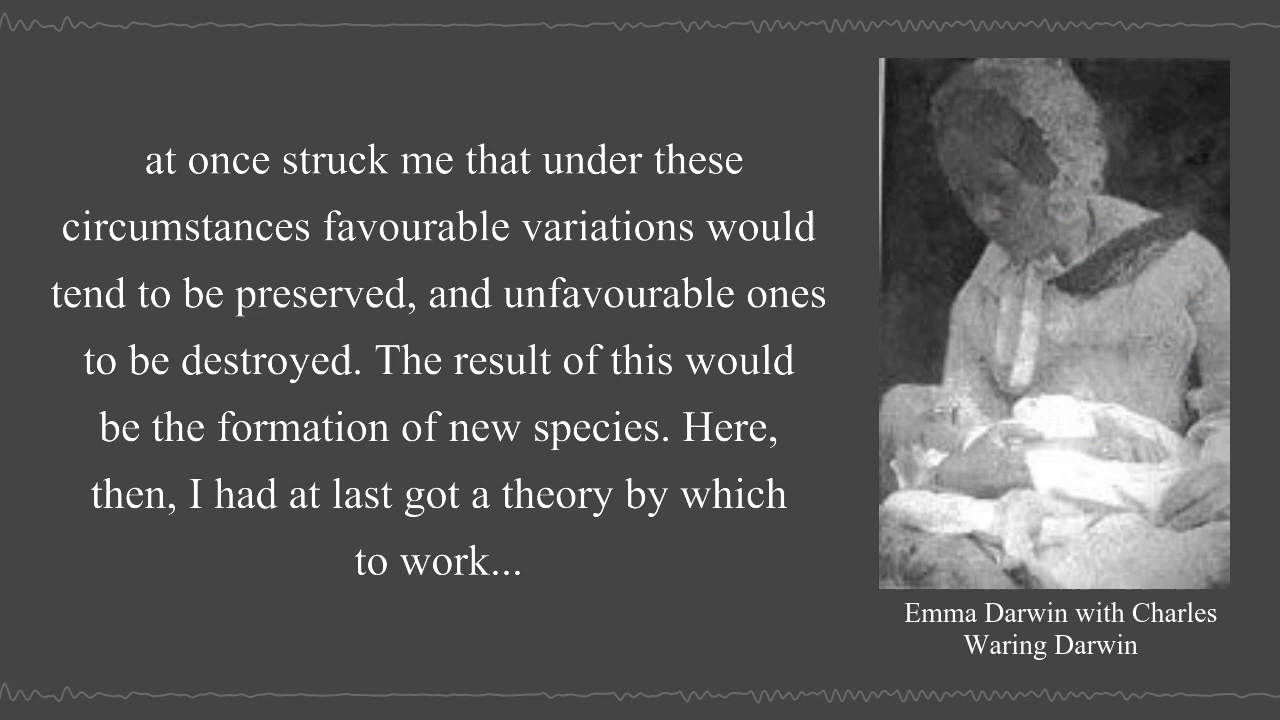 at once struck me that under these
circumstances favourable variations would
tend to be preserved, and unfavourable ones
to be destroyed. The result of this would
be the formation of new species. Here,
then, I had at last got a theory by which
to work...
Emma Darwin with Charles
Waring Darwin